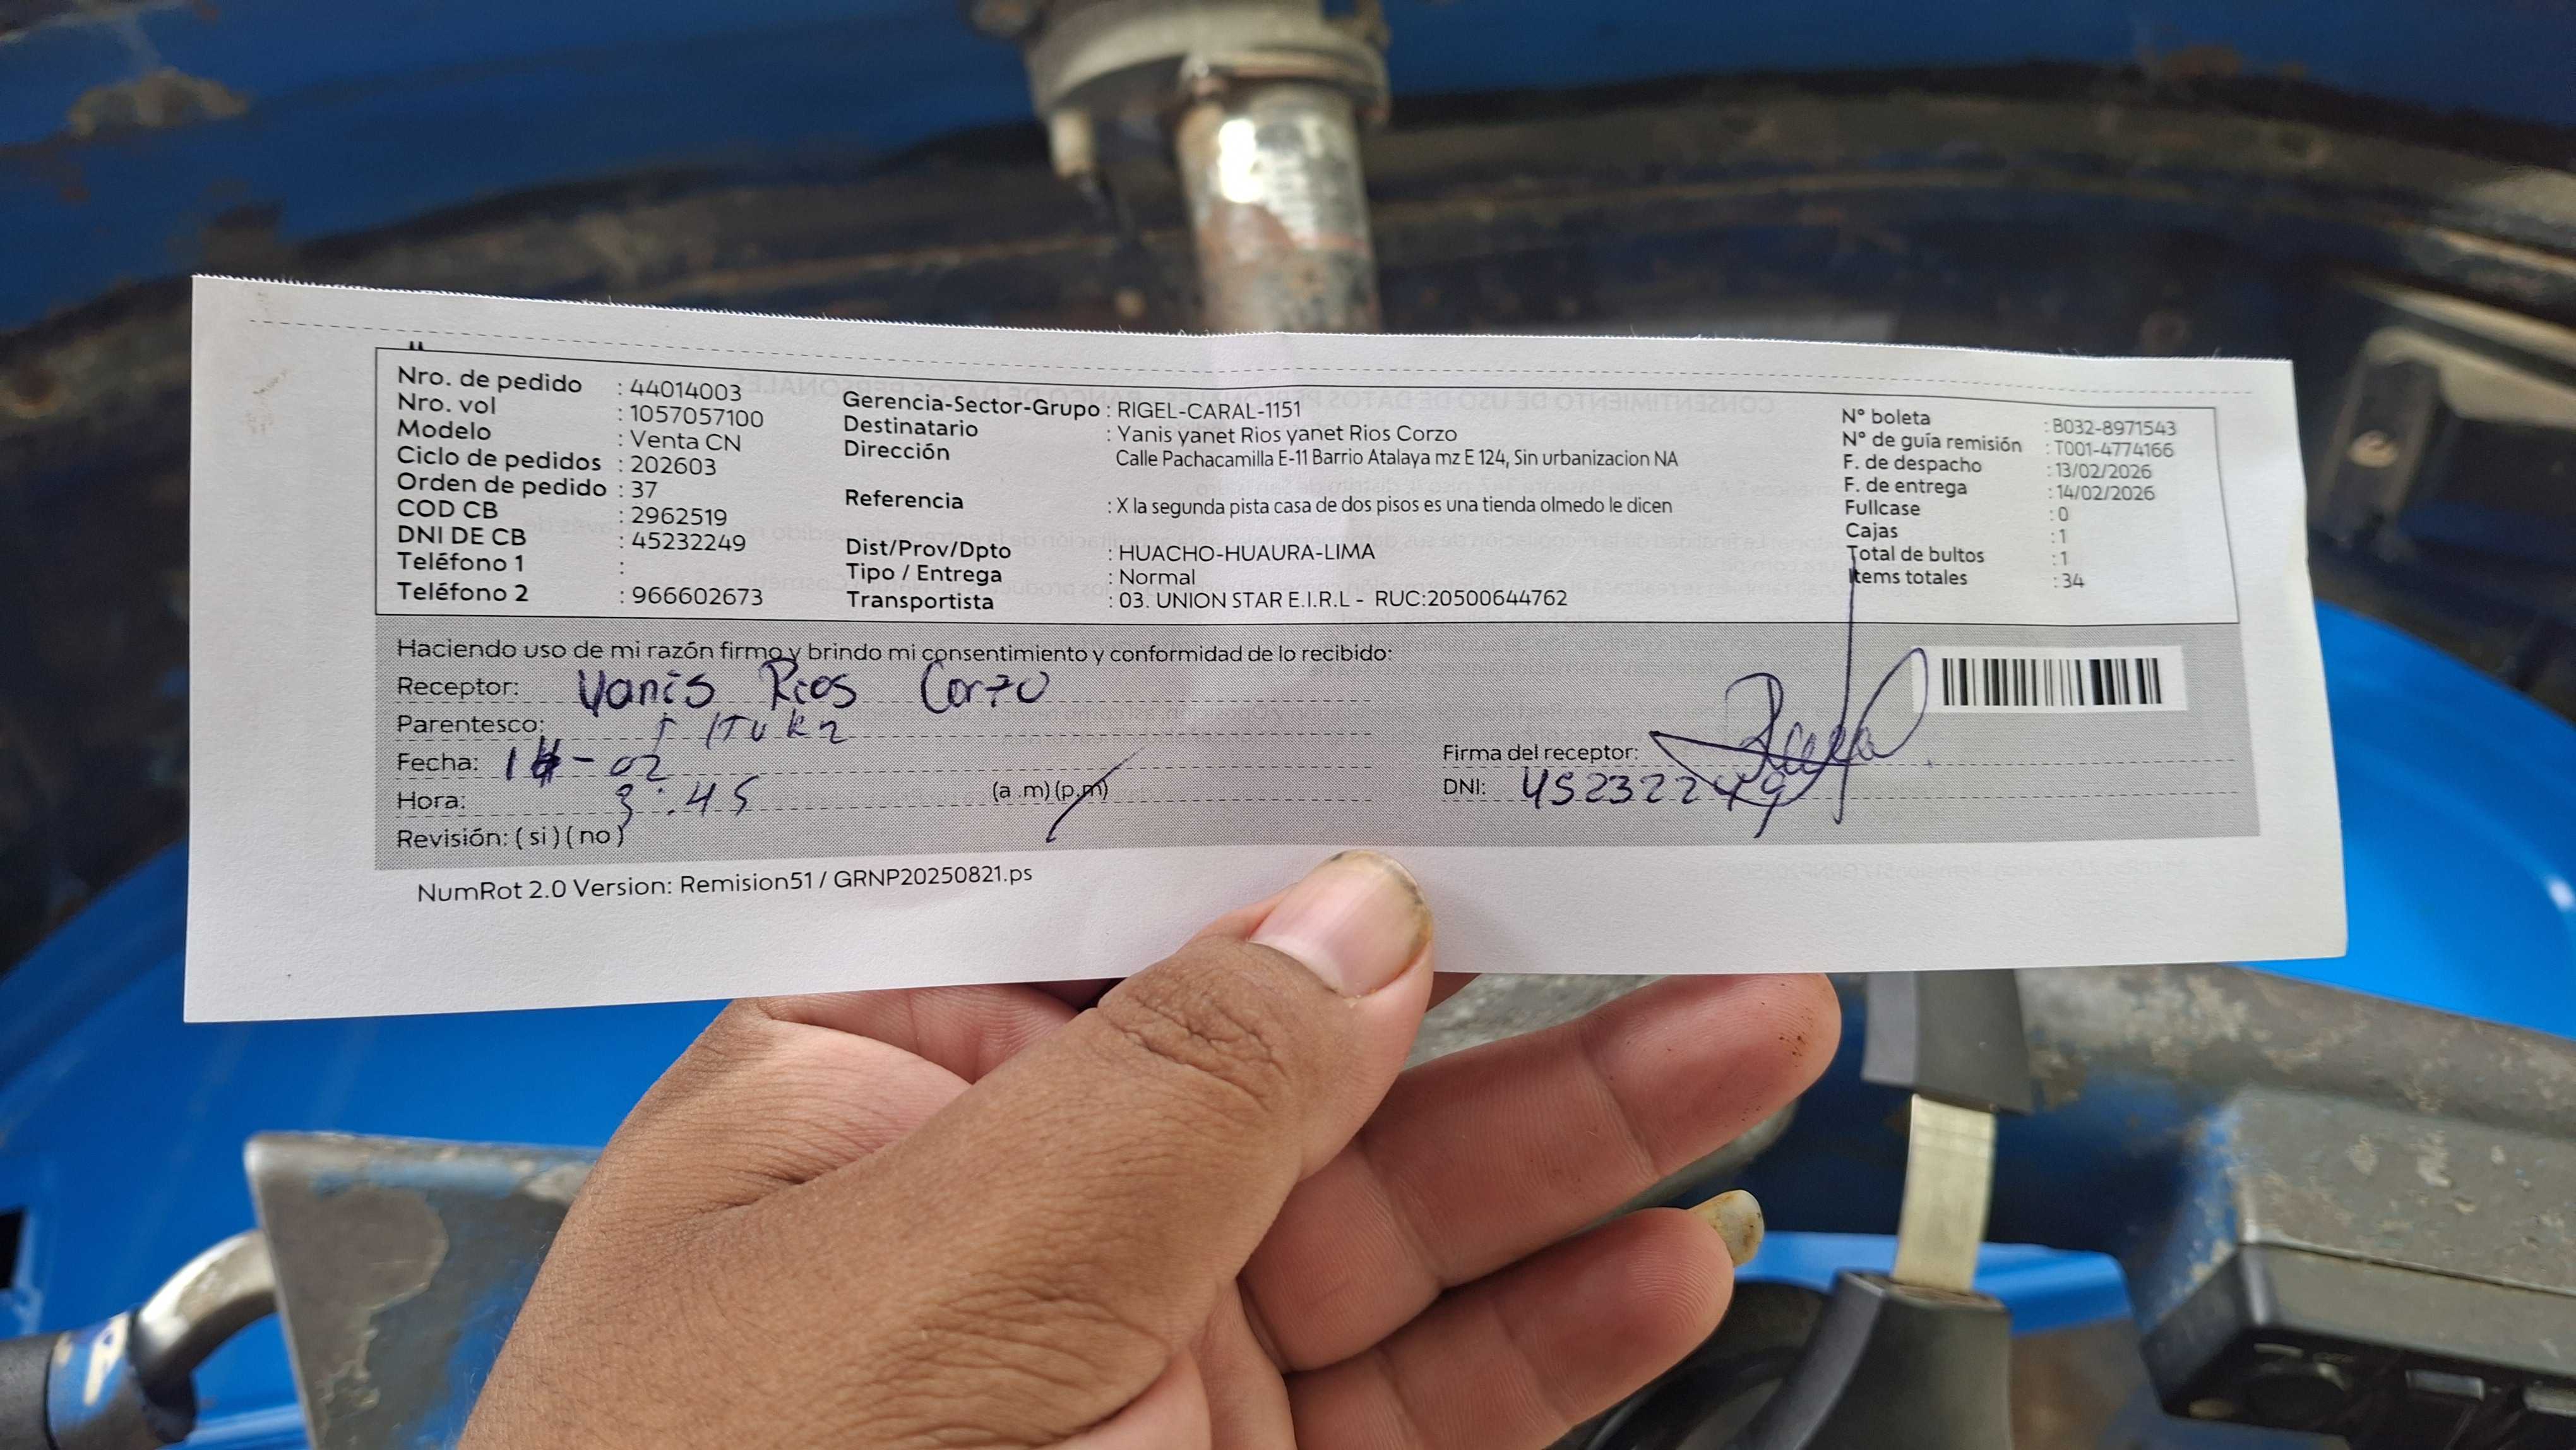 Nro. de pedido : 44014003
Nro. vol : 1057057100
Modelo : Venta CN
Ciclo de pedidos : 202603
Orden de pedido : 37
COD CB : 2962519
DNI DE CB : 45232249
Teléfono 1 :
Teléfono 2 : 966602673
Gerencia-Sector-Grupo : RIGEL-CARAL-1151
Destinatario : Yanis yanet Rios yanet Rios Corzo
Dirección Calle Pachacamilla E-11 Barrio Atalaya mz E 124, Sin urbanizacion NA
Referencia : X la segunda pista casa de dos pisos es una tienda olmedo le dicen
Dist/Prov/Dpto : HUACHO-HUAURA-LIMA
Tipo / Entrega : Normal
Transportista : 03. UNION STAR E.I.R.L - RUC:20500644762
N° boleta : B032-8971543
N° de guía remisión : T001-4774166
F. de despacho : 13/02/2026
F. de entrega : 14/02/2026
Fullcase : 0
Cajas : 1
Total de bultos : 1
Items totales : 34
Haciendo uso de mi razón firmo y brindo mi consentimiento y conformidad de lo recibido:
Receptor: Yanis Rios Corzo
Parentesco:
Fecha: 14-02
Hora: 3:45 (a .m) (p.m)
Revisión: ( si ) ( no )
Firma del receptor:
DNI: 45232249
NumRot 2.0 Version: Remision51 / GRNP20250821.ps